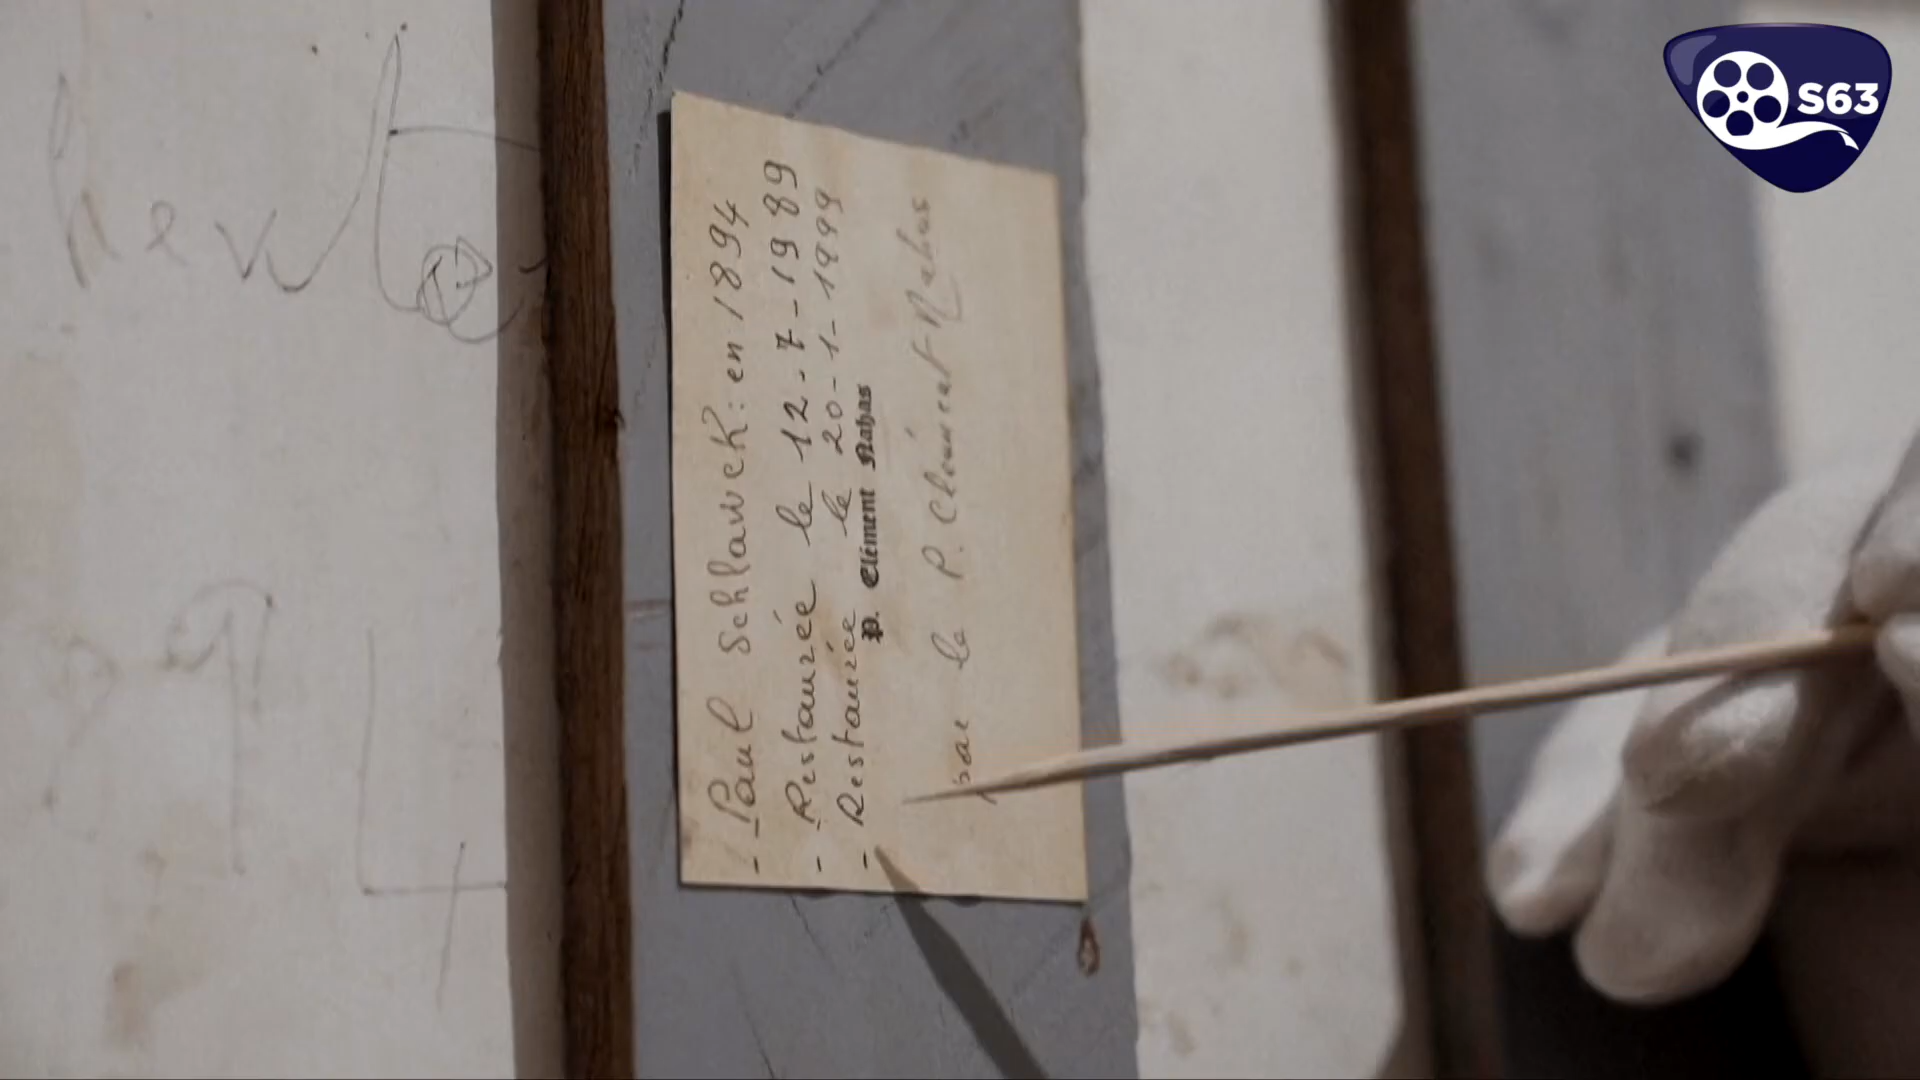 - Paul Schlawck: en 1894
- Restaurée le 12-7-1989
- Restaurée le 20-1-1999
P. Clément Nahas
par le P. Clément Nahas
S63